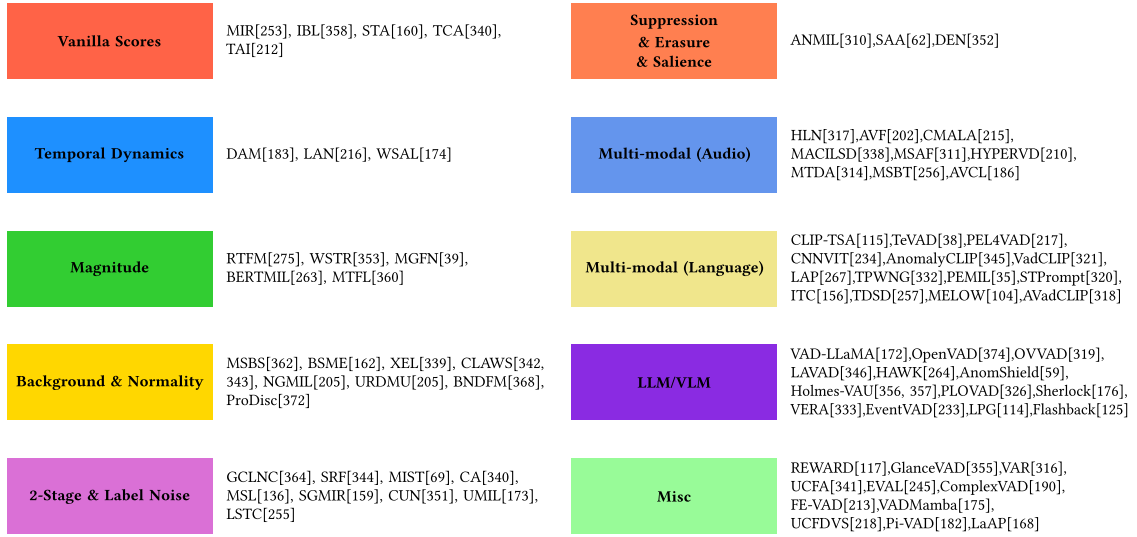 Vanilla Scores
MIR[253], IBL[358], STA[160], TCA[340],
TAI[212]
Suppression
& Erasure
& Salience
ANMIL[310],SAA[62],DEN[352]
Temporal Dynamics
DAM[183], LAN[216], WSAL[174]
Multi-modal (Audio)
HLN[317],AVF[202],CMALA[215],
MACILSD[338],MSAF[311],HYPERVD[210],
MTDA[314],MSBT[256],AVCL[186]
Magnitude
RTFM[275], WSTR[353], MGFN[39],
BERTMIL[263], MTFL[360]
Multi-modal (Language)
CLIP-TSA[115],TeVAD[38],PEL4VAD[217],
CNNVIT[234],AnomalyCLIP[345],VadCLIP[321],
LAP[267],TPWNG[332],PEMIL[35],STPrompt[320],
ITC[156],TDSD[257],MELOW[104],AVadCLIP[318]
Background & Normality
MSBS[362], BSME[162], XEL[339], CLAWS[342,
343], NGMIL[205], URDMU[205], BNDFM[368],
ProDisc[372]
LLM/VLM
VAD-LLaMA[172],OpenVAD[374],OVVAD[319],
LAVAD[346],HAWK[264],AnomShield[59],
Holmes-VAU[356, 357],PLOVAD[326],Sherlock[176],
VERA[333],EventVAD[233],LPG[114],Flashback[125]
2-Stage & Label Noise
GCLNC[364], SRF[344], MIST[69], CA[340],
MSL[136], SGMIR[159], CUN[351], UMIL[173],
LSTC[255]
Misc
REWARD[117],GlanceVAD[355],VAR[316],
UCFA[341],EVAL[245],ComplexVAD[190],
FE-VAD[213],VADMamba[175],
UCFDVS[218],Pi-VAD[182],LaAP[168]